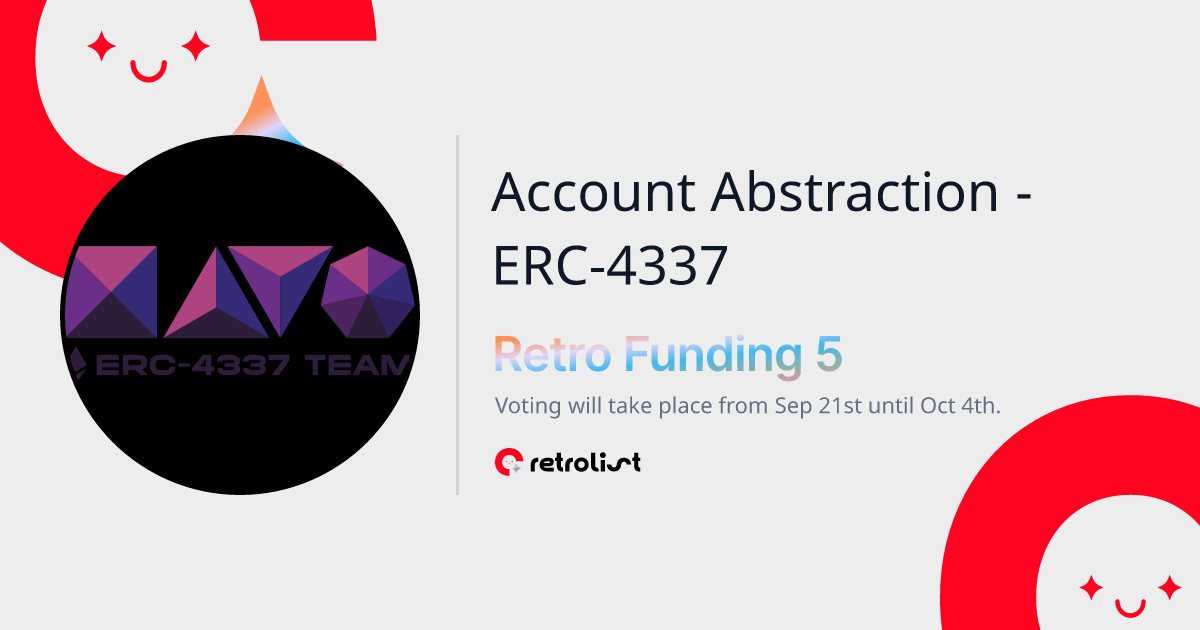 Account Abstraction -
ERC-4337
Retro Funding 5
Voting will take place from Sep 21st until Oct 4th.
retrolist
ERC-4337 TEAM